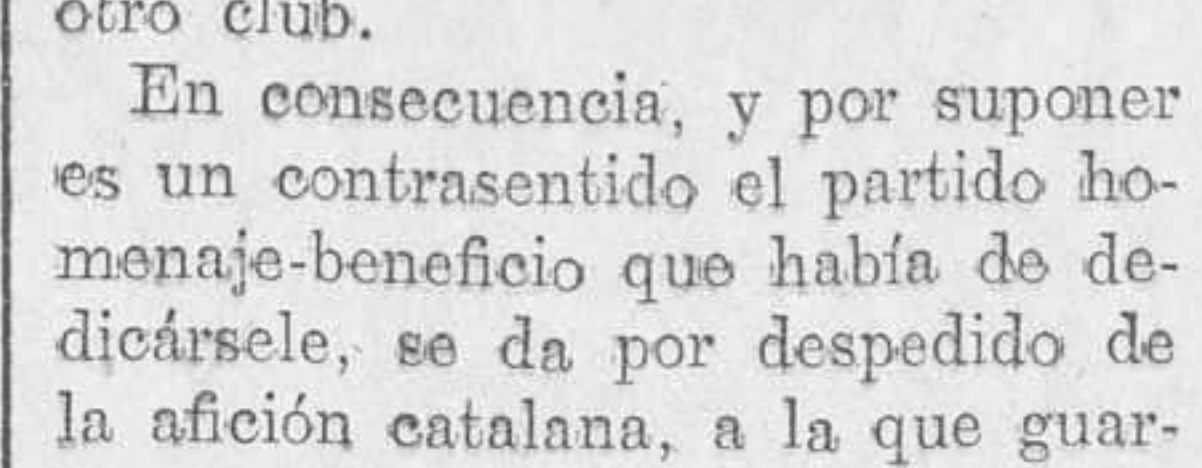 otro club.
En consecuencia, y por suponer
es un contrasentido el partido ho-
menaje-beneficio que había de de-
dicársele, se da por despedido de
la afición catalana, a la que guar-